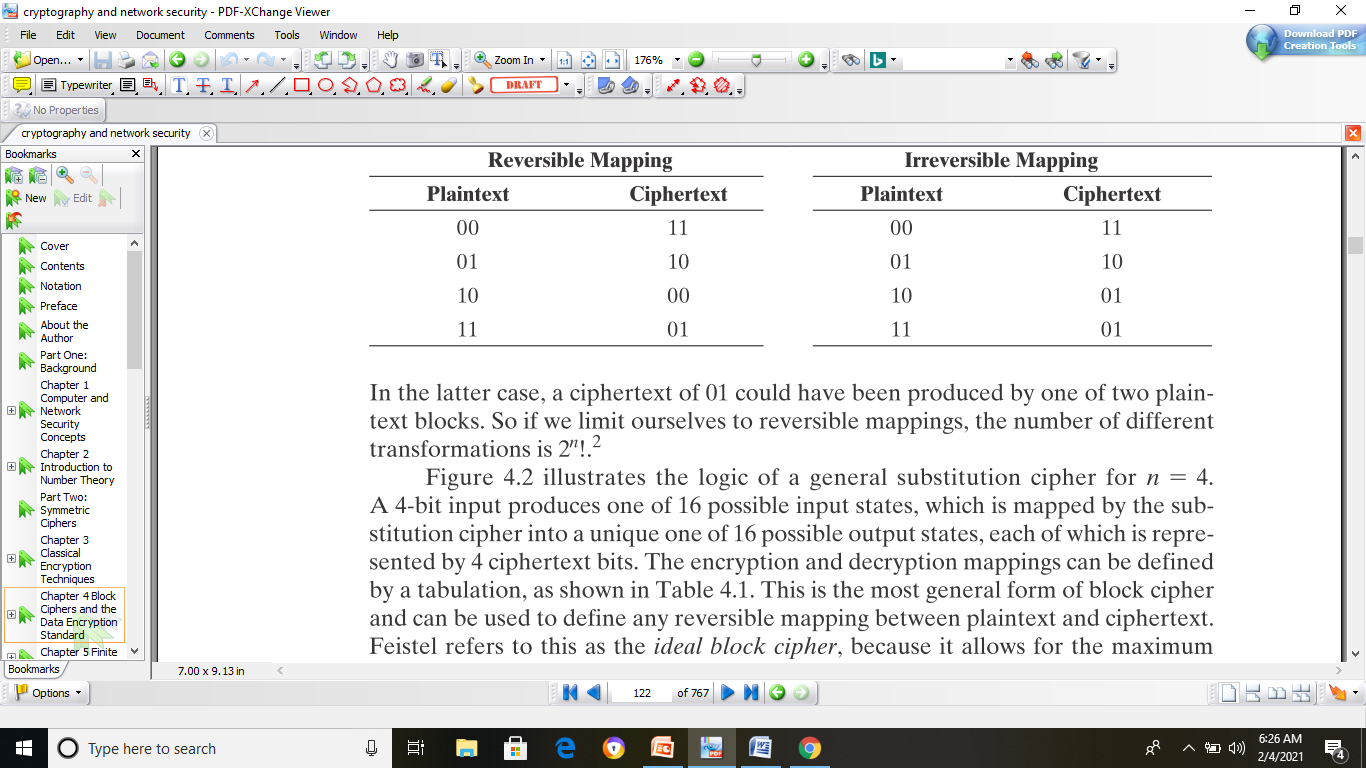 cryptography and network security - PDF-XChange Viewer
File Edit View Document Comments Tools Window Help
Download PDF
Creation Tools
Open... Zoom In 176%
Typewriter DRAFT
No Properties
cryptography and network security
Bookmarks
New Edit
Cover
Contents
Notation
Preface
About the
Author
Part One:
Background
Chapter 1
Computer and
Network
Security
Concepts
Chapter 2
Introduction to
Number Theory
Part Two:
Symmetric
Ciphers
Chapter 3
Classical
Encryption
Techniques
Chapter 4 Block
Ciphers and the
Data Encryption
Standard
Chapter 5 Finite
Bookmarks
Reversible Mapping Irreversible Mapping
Plaintext Ciphertext Plaintext Ciphertext
00 11 00 11
01 10 01 10
10 00 10 01
11 01 11 01
In the latter case, a ciphertext of 01 could have been produced by one of two plain-
text blocks. So if we limit ourselves to reversible mappings, the number of different
transformations is 2ⁿ!.²
Figure 4.2 illustrates the logic of a general substitution cipher for n = 4.
A 4-bit input produces one of 16 possible input states, which is mapped by the sub-
stitution cipher into a unique one of 16 possible output states, each of which is repre-
sented by 4 ciphertext bits. The encryption and decryption mappings can be defined
by a tabulation, as shown in Table 4.1. This is the most general form of block cipher
and can be used to define any reversible mapping between plaintext and ciphertext.
Feistel refers to this as the ideal block cipher, because it allows for the maximum
7.00 x 9.13 in
Options 122 of 767
Type here to search
6:26 AM
2/4/2021
4